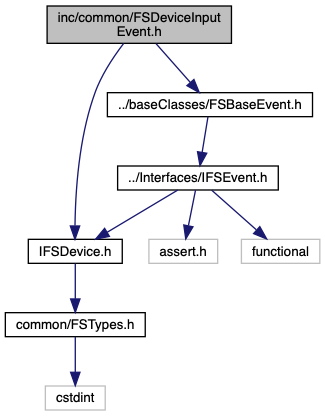 inc/common/FSDeviceInput
Event.h
../baseClasses/FSBaseEvent.h
../Interfaces/IFSEvent.h
IFSDevice.h
assert.h
functional
common/FSTypes.h
cstdint